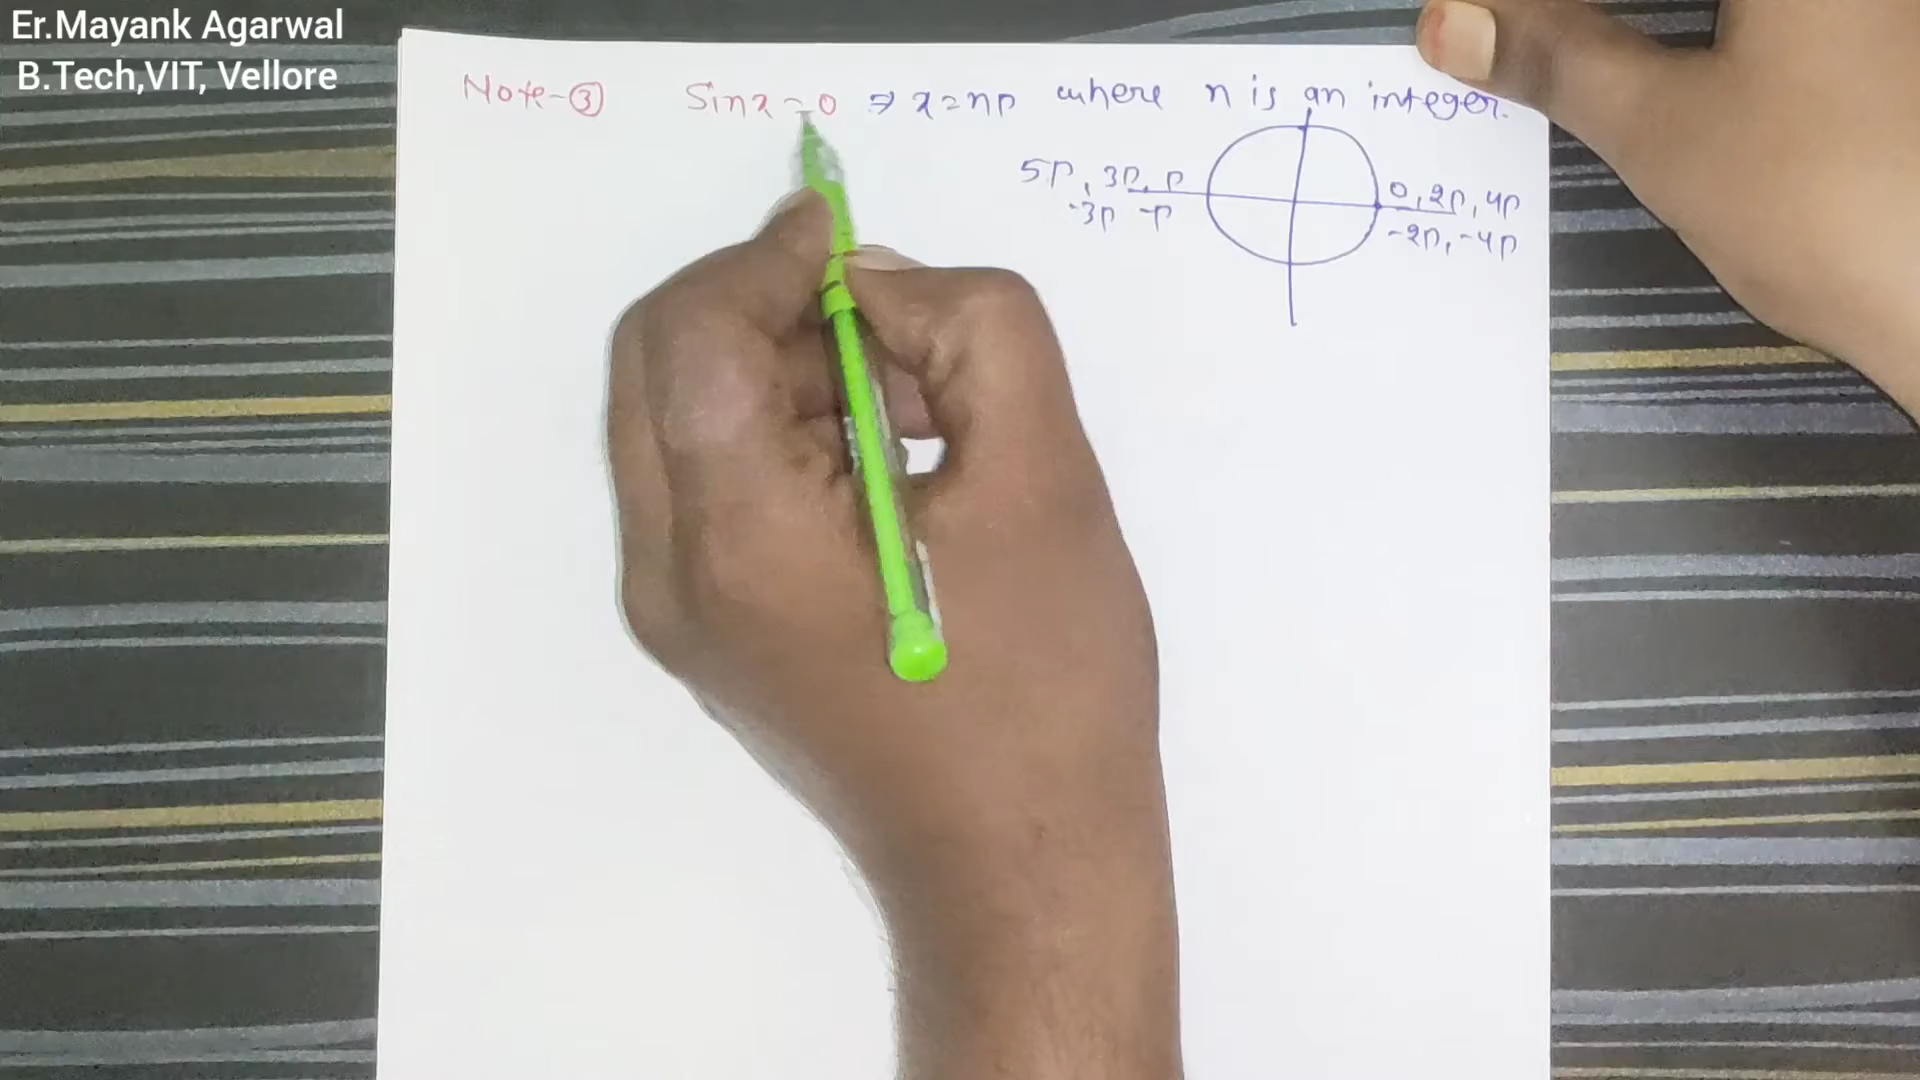 Er.Mayank Agarwal
B.Tech,VIT, Vellore
Note-③ Sinx = 0 ⇒ x=nπ where n is an integer.
5π, 3π, π
-3π -π
0, 2π, 4π
-2π, -4π